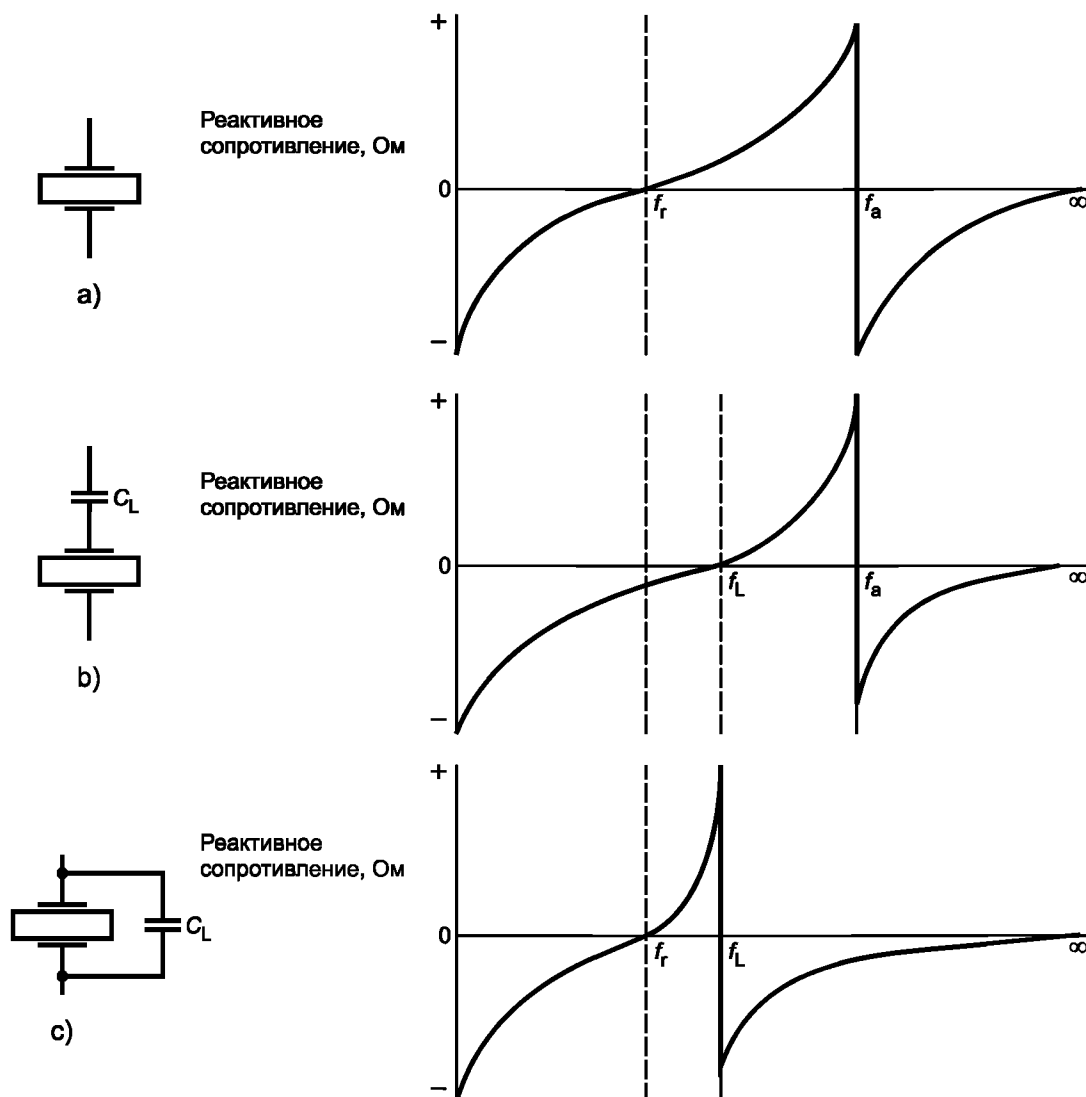 Реактивное
сопротивление, Ом
+
0
−
f_r
f_a
∞
a)
C_L
Реактивное
сопротивление, Ом
+
0
−
f_L
f_a
∞
b)
C_L
Реактивное
сопротивление, Ом
+
0
−
f_r
f_L
∞
c)